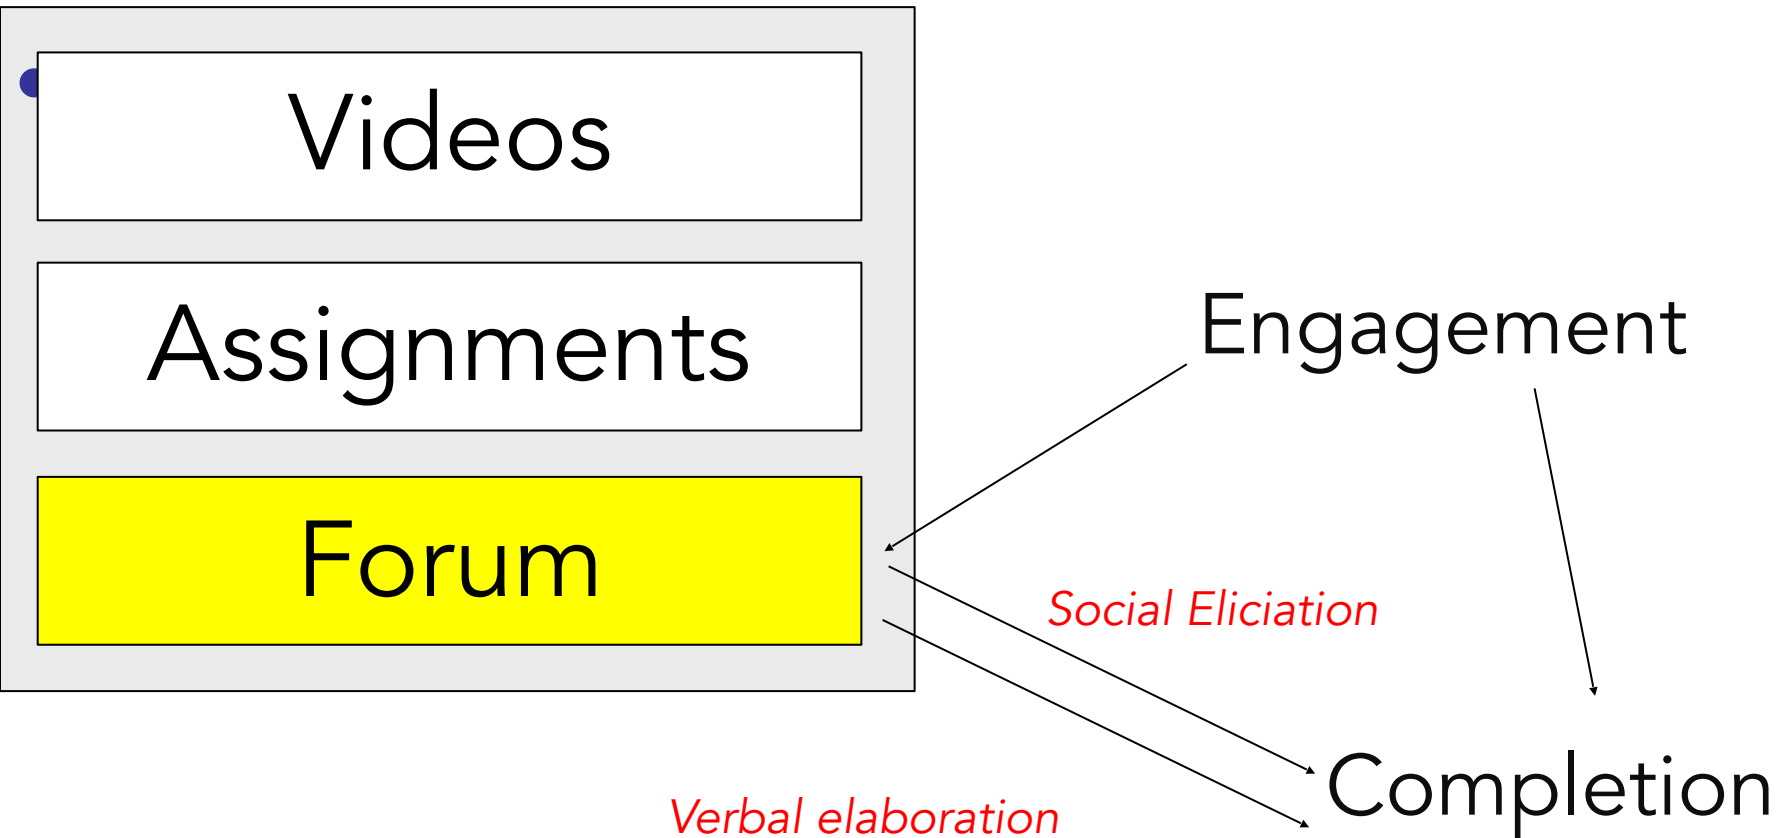 Videos
Assignments
Engagement
Forum
Social Eliciation
Completion
Verbal elaboration